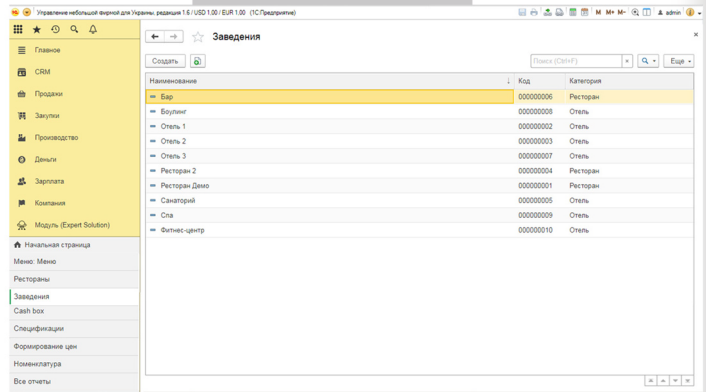 Управление небольшой фирмой для Украины, редакция 1.6 / USD 1,00 / EUR 1,00 (1С:Предприятие)
M M+ M- admin
Главное
CRM
Продажи
Закупки
Производство
Деньги
Зарплата
Компания
Модуль (Expert Solution)
Начальная страница
Меню: Меню
Рестораны
Заведения
Cash box
Спецификации
Формирование цен
Номенклатура
Все отчеты
Заведения
Создать Поиск (Ctrl+F) Еще
Наименование Код Категория
Бар 000000006 Ресторан
Боулинг 000000008 Отель
Отель 1 000000002 Отель
Отель 2 000000003 Отель
Отель 3 000000007 Отель
Ресторан 2 000000004 Ресторан
Ресторан Демо 000000001 Ресторан
Санаторий 000000005 Отель
Спа 000000009 Отель
Фитнес-центр 000000010 Отель